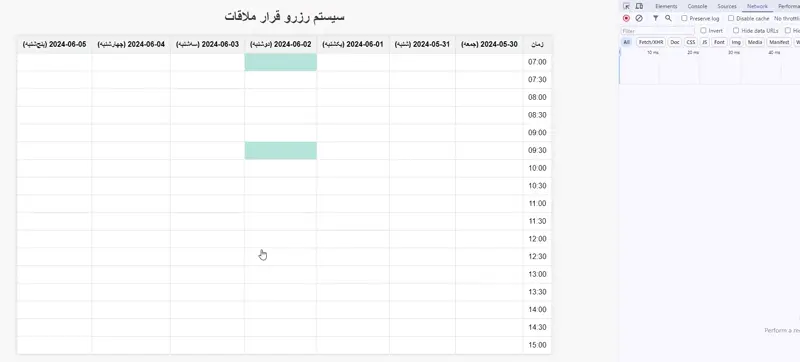 سیستم رزرو قرار ملاقات
زمان 2024-05-30 (جمعه) 2024-05-31 (شنبه) 2024-06-01 (یکشنبه) 2024-06-02 (دوشنبه) 2024-06-03 (سه‌شنبه) 2024-06-04 (چهارشنبه) 2024-06-05 (پنج‌شنبه)
07:00
07:30
08:00
08:30
09:00
09:30
10:00
10:30
11:00
11:30
12:00
12:30
13:00
13:30
14:00
14:30
15:00
Elements Console Sources Network Performa
Preserve log Disable cache No throttli
Filter Invert Hide data URLs
All Fetch/XHR Doc CSS JS Font Img Media Manifest
10 ms 20 ms 30 ms 40 ms
Perform a